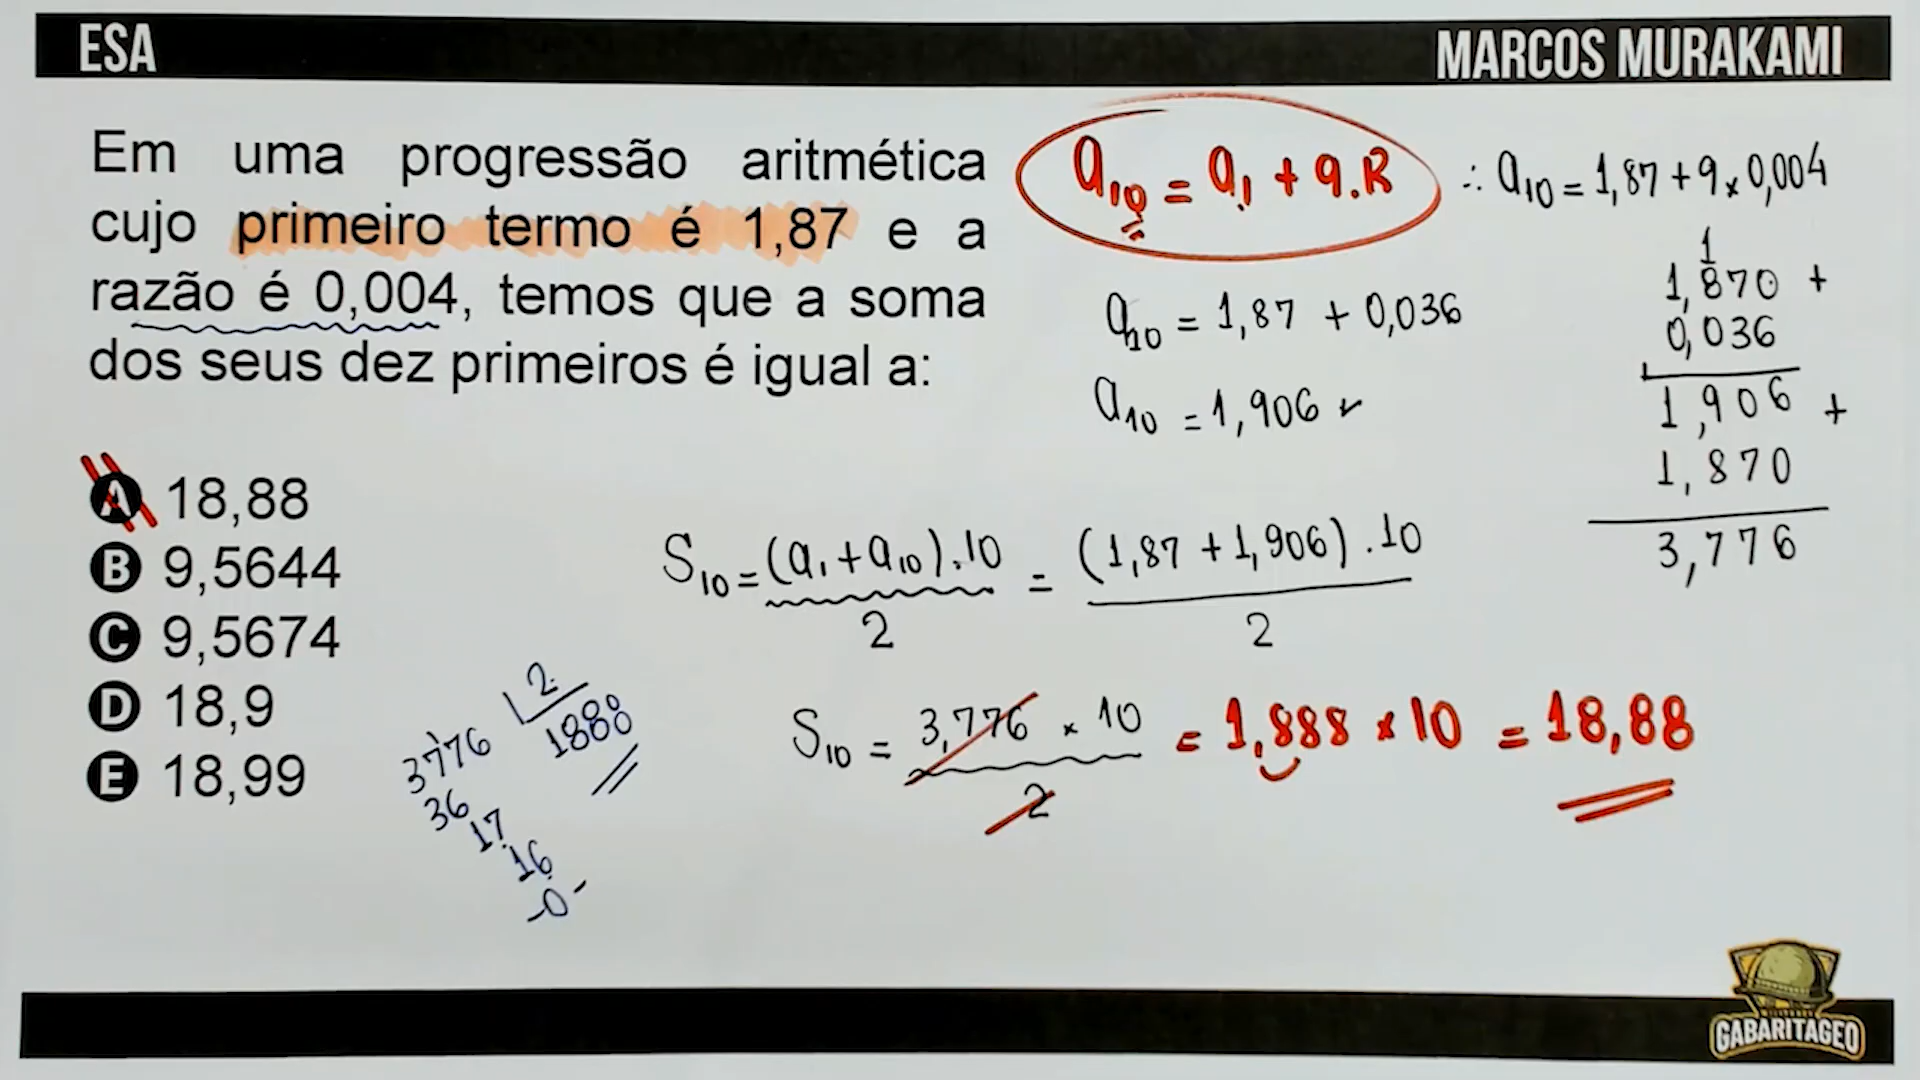 ESA
MARCOS MURAKAMI
Em uma progressão aritmética
cujo primeiro termo é 1,87 e a
razão é 0,004, temos que a soma
dos seus dez primeiros é igual a:
A 18,88
B 9,5644
C 9,5674
D 18,9
E 18,99
a₁₀ = a₁ + 9.R
∴ a₁₀ = 1,87 + 9 x 0,004
a₁₀ = 1,87 + 0,036
a₁₀ = 1,906
1
1,870 +
0,036
1,906 +
1,870
3,776
S₁₀ = (a₁ + a₁₀).10 = (1,87 + 1,906).10
2 2
S₁₀ = 3,776 x 10 = 1,888 x 10 = 18,88
2
3776 2
36 1888
17
16
-0-
GABARITAGEO